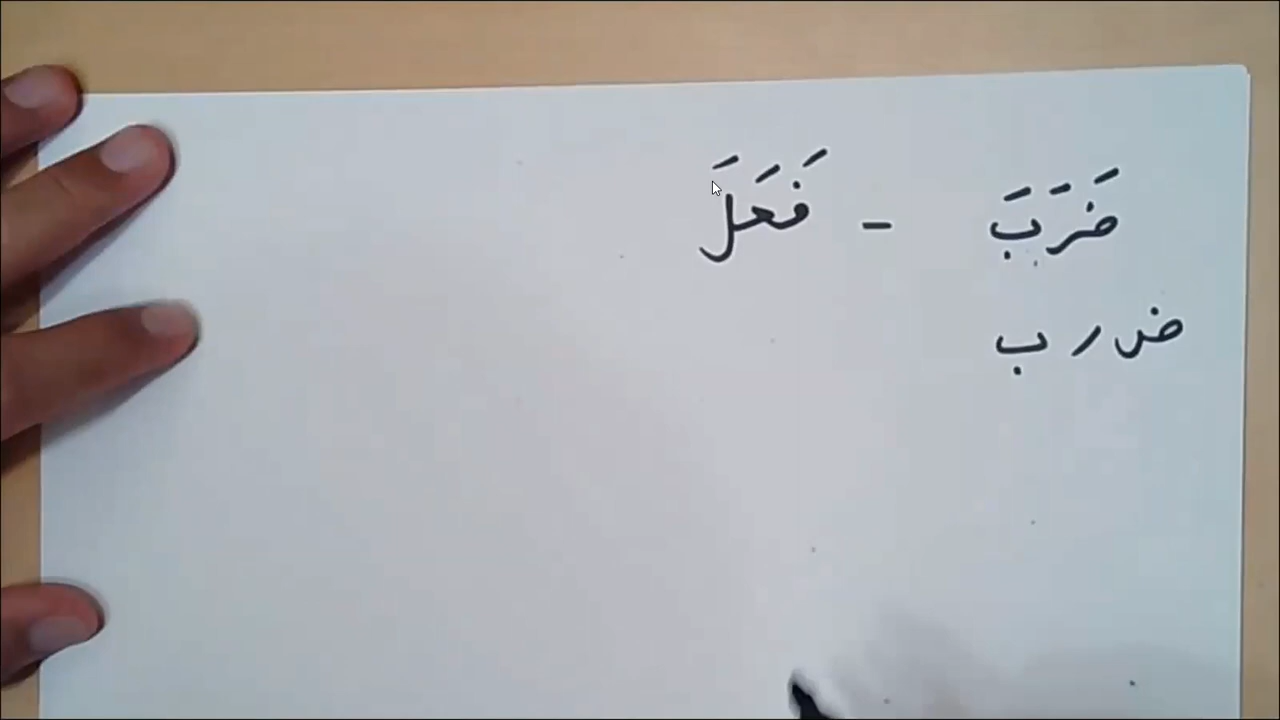 ضَرَبَ - فَعَلَ
ض ر ب